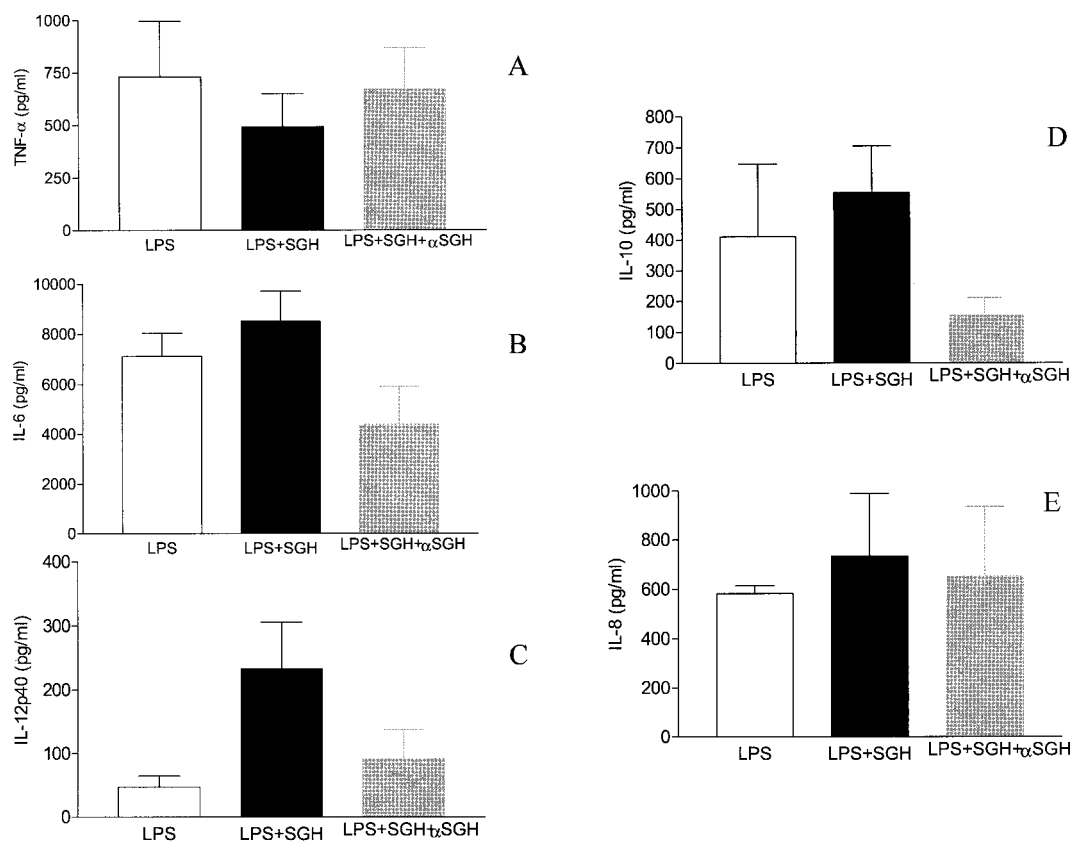 A
TNF-α (pg/ml)
1000
750
500
250
0
LPS
LPS+SGH
LPS+SGH+αSGH
B
IL-6 (pg/ml)
10000
8000
6000
4000
2000
0
LPS
LPS+SGH
LPS+SGH+αSGH
C
IL-12p40 (pg/ml)
400
300
200
100
0
LPS
LPS+SGH
LPS+SGH+αSGH
D
IL-10 (pg/ml)
800
700
600
500
400
300
200
100
0
LPS
LPS+SGH
LPS+SGH+αSGH
E
IL-8 (pg/ml)
1000
800
600
400
200
0
LPS
LPS+SGH
LPS+SGH+αSGH